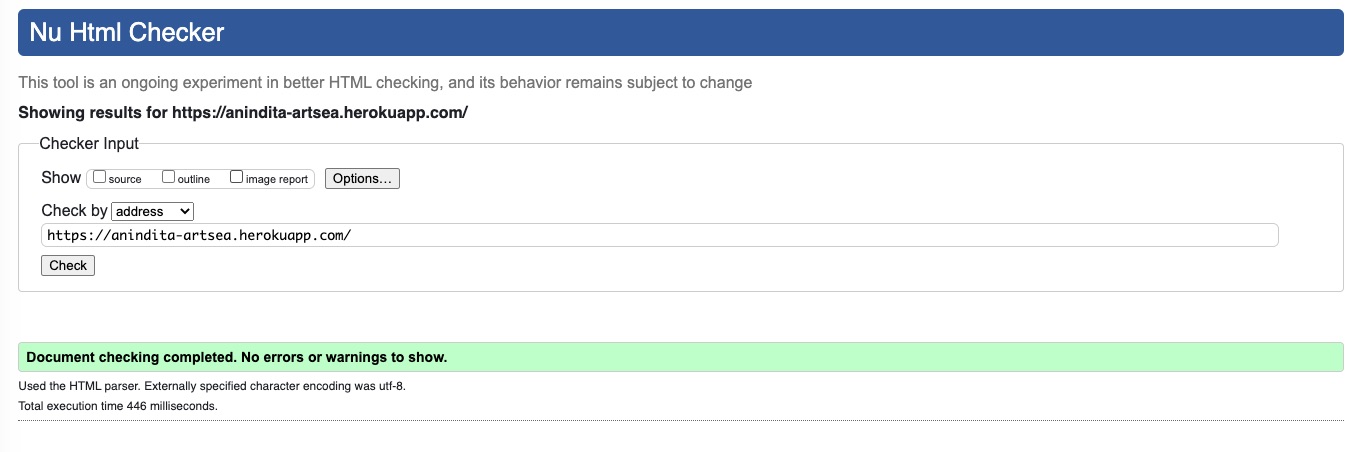 Nu Html Checker
This tool is an ongoing experiment in better HTML checking, and its behavior remains subject to change
Showing results for https://anindita-artsea.herokuapp.com/
Checker Input
Show source outline image report Options...
Check by address
https://anindita-artsea.herokuapp.com/
Check
Document checking completed. No errors or warnings to show.
Used the HTML parser. Externally specified character encoding was utf-8.
Total execution time 446 milliseconds.